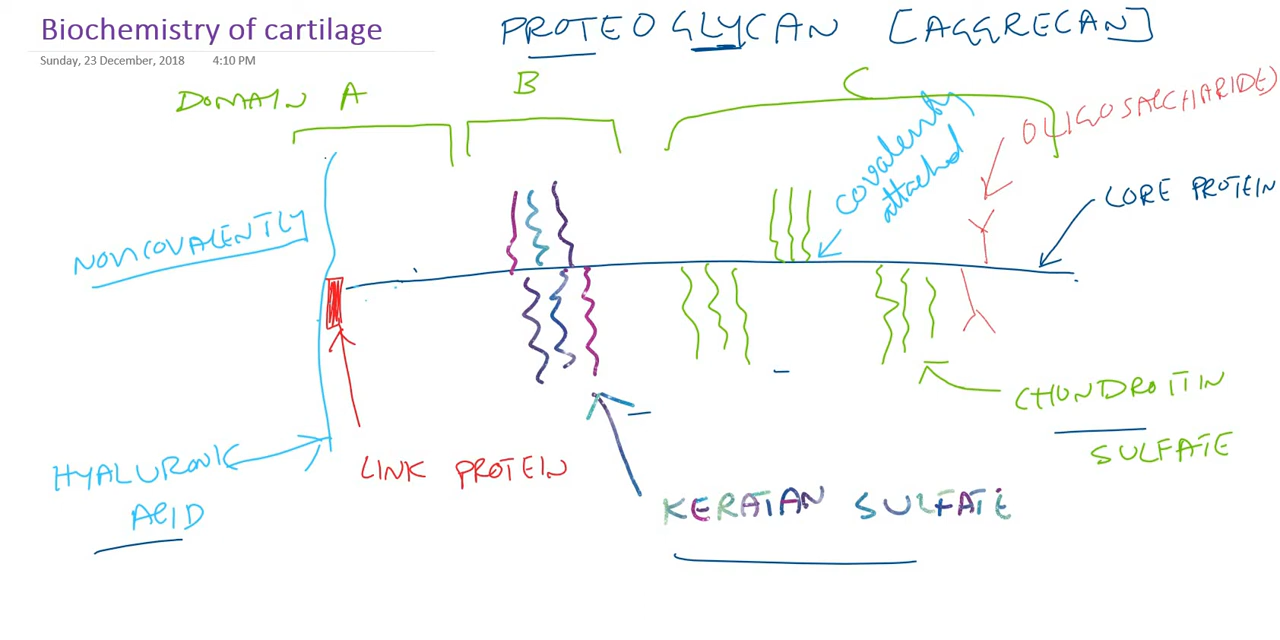 Biochemistry of cartilage
Sunday, 23 December, 2018 4:10 PM
PROTEOGLYCAN [AGGRECAN]
DOMAIN A
B
C
covalently
attached
OLIGOSACCHARIDE)
CORE PROTEIN
NONCOVALENTLY
CHONDROITIN
SULFATE
HYALURONIC
ACID
LINK PROTEIN
KERATAN SULFATE